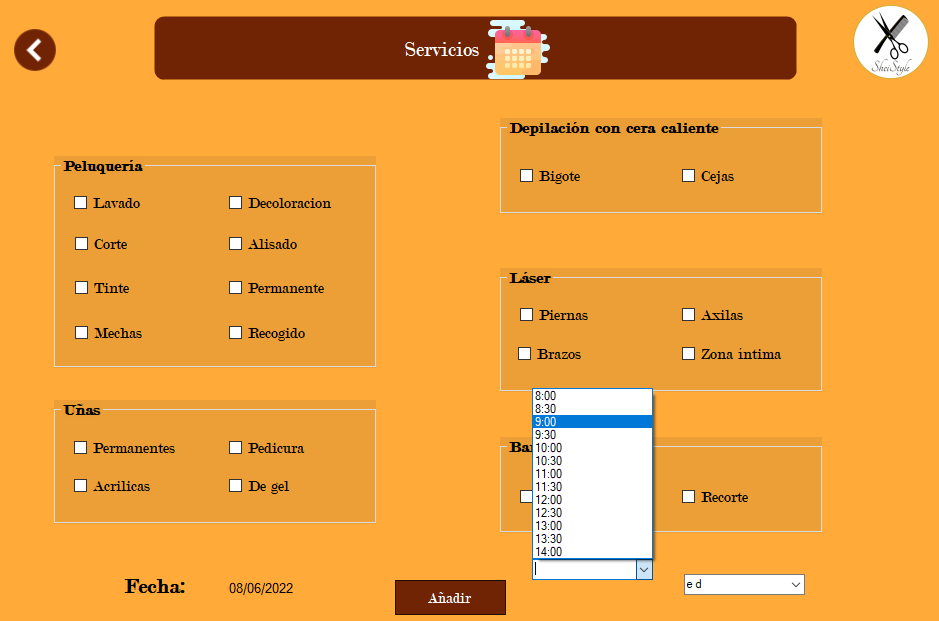 Servicios
SheiStyle
Peluquería
Lavado
Decoloracion
Corte
Alisado
Tinte
Permanente
Mechas
Recogido
Uñas
Permanentes
Pedicura
Acrilicas
De gel
Depilación con cera caliente
Bigote
Cejas
Láser
Piernas
Axilas
Brazos
Zona íntima
Ba
Recorte
8:00
8:30
9:00
9:30
10:00
10:30
11:00
11:30
12:00
12:30
13:00
13:30
14:00
Fecha:
08/06/2022
Añadir
e d